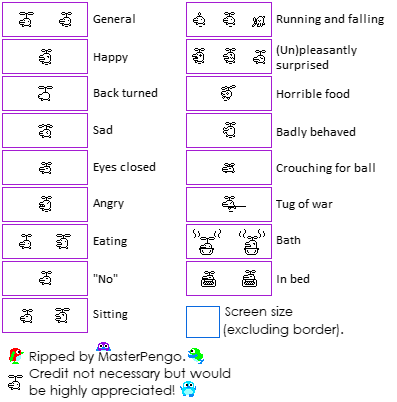 General
Happy
Back turned
Sad
Eyes closed
Angry
Eating
"No"
Sitting
Running and falling
(Un)pleasantly
surprised
Horrible food
Badly behaved
Crouching for ball
Tug of war
Bath
In bed
Screen size
(excluding border).
Ripped by MasterPengo.
Credit not necessary but would
be highly appreciated!